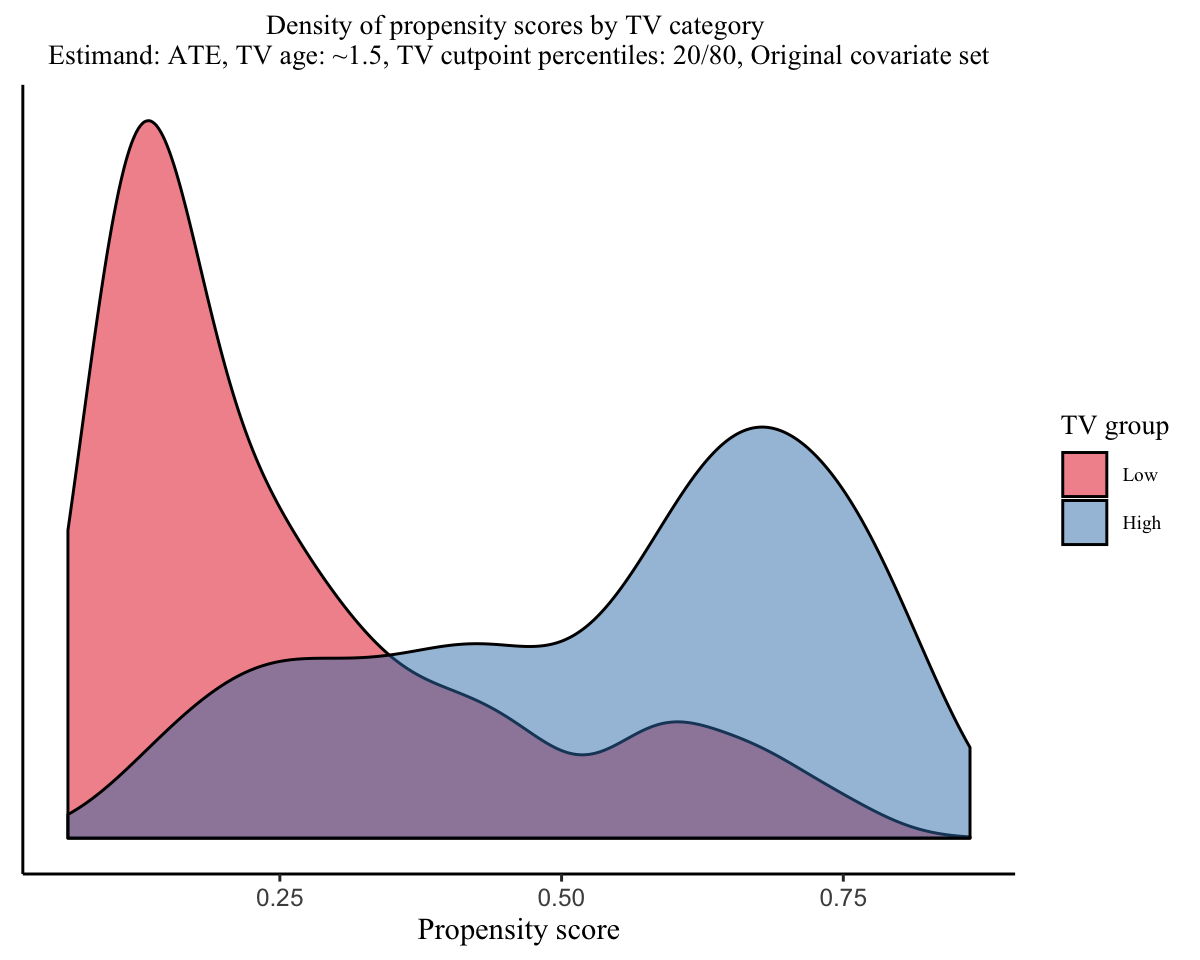 Density of propensity scores by TV category
Estimand: ATE, TV age: ~1.5, TV cutpoint percentiles: 20/80, Original covariate set
TV group
Low
High
0.25 0.50 0.75
Propensity score